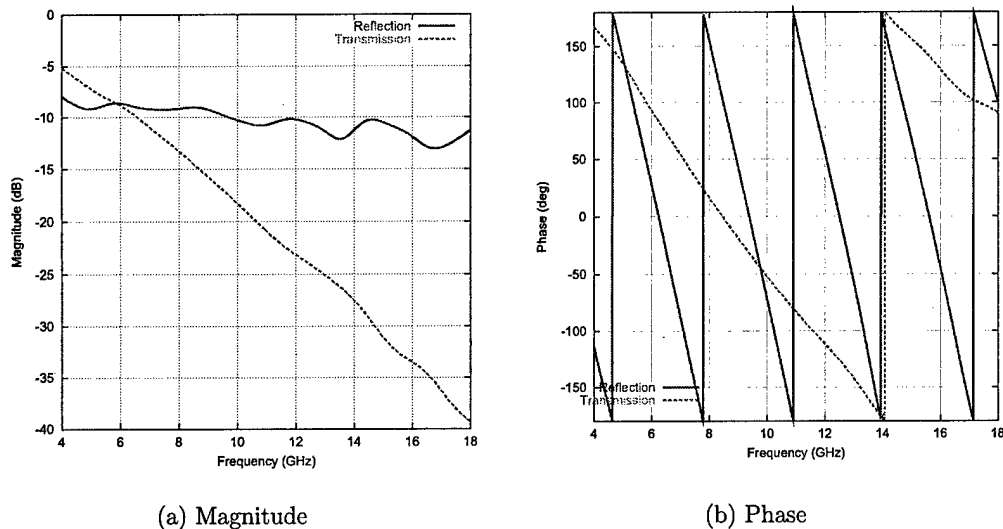 0
-5
-10
-15
-20
-25
-30
-35
-40
Magnitude (dB)
Reflection
Transmission
4 6 8 10 12 14 16 18
Frequency (GHz)
(a) Magnitude
150
100
50
0
-50
-100
-150
Phase (deg)
Reflection
Transmission
4 6 8 10 12 14 16 18
Frequency (GHz)
(b) Phase